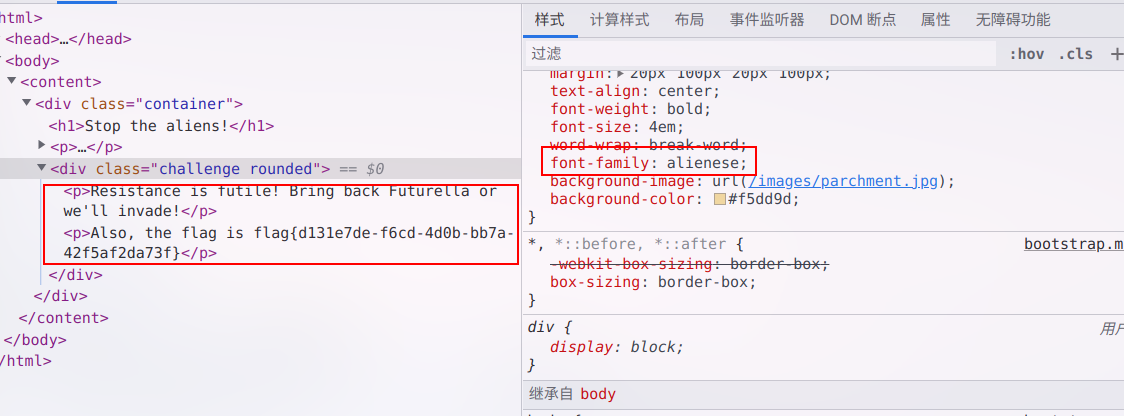 html>
<head>…</head>
<body>
<content>
<div class="container">
<h1>Stop the aliens!</h1>
<p>…</p>
<div class="challenge rounded"> == $0
<p>Resistance is futile! Bring back Futurella or
we'll invade!</p>
<p>Also, the flag is flag{d131e7de-f6cd-4d0b-bb7a-
42f5af2da73f}</p>
</div>
</div>
</content>
</body>
/html>
样式 计算样式 布局 事件监听器 DOM 断点 属性 无障碍功能
过滤 :hov .cls +
margin: 20px 100px 20px 100px;
text-align: center;
font-weight: bold;
font-size: 4em;
word-wrap: break-word;
font-family: alienese;
background-image: url(/images/parchment.jpg);
background-color: #f5dd9d;
}
*, *::before, *::after { bootstrap.m
-webkit-box-sizing: border-box;
box-sizing: border-box;
}
div { 用户
display: block;
}
继承自 body